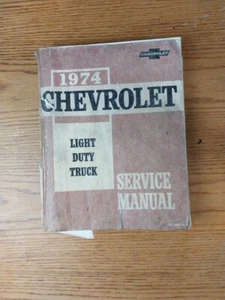 CHEVROLET
1974
CHEVROLET
LIGHT
DUTY
TRUCK
SERVICE
MANUAL